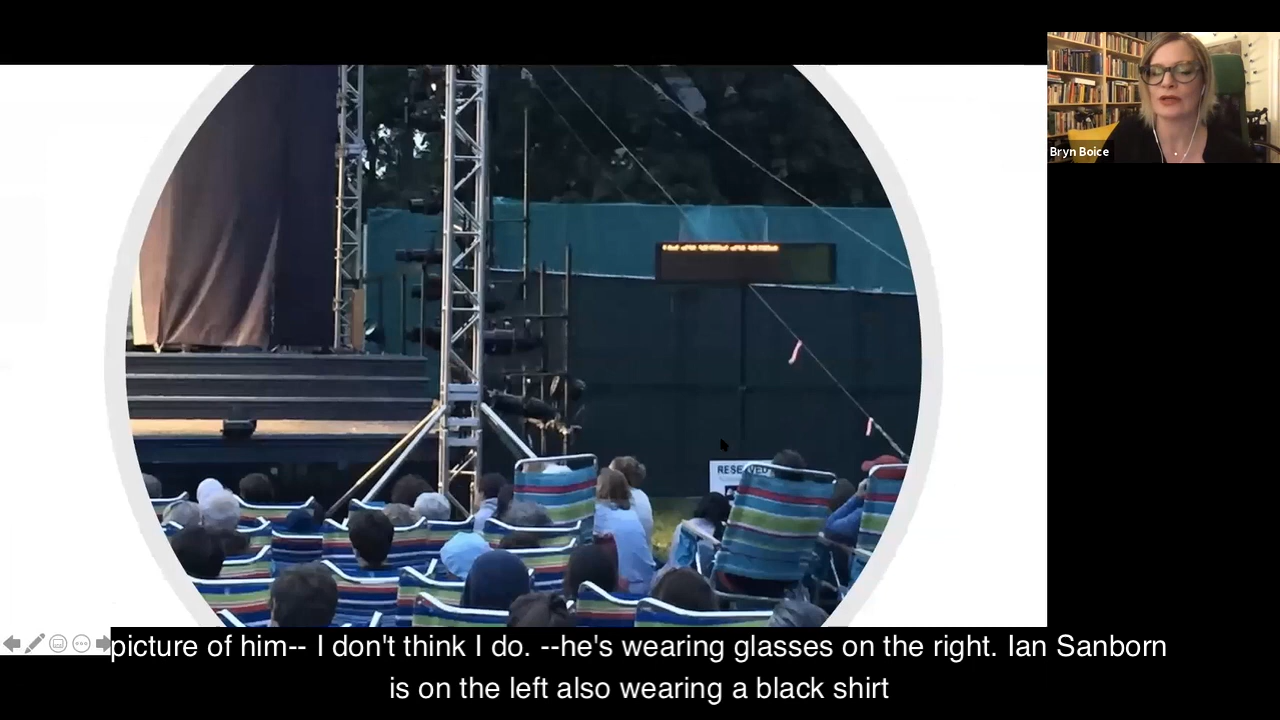 Bryn Boice
RESERVED
picture of him-- I don't think I do. --he's wearing glasses on the right. Ian Sanborn
is on the left also wearing a black shirt